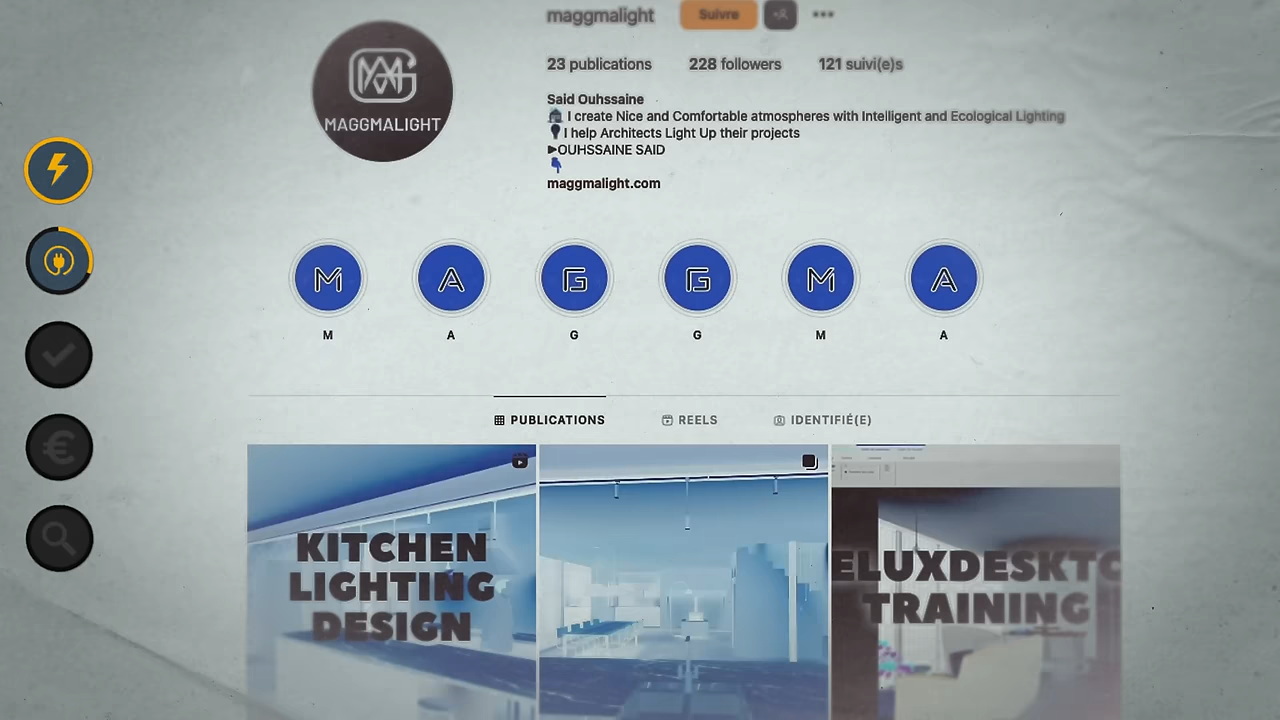 maggmalight
Suivre
23 publications 228 followers 121 suivi(e)s
MAGGMALIGHT
Said Ouhssaine
I create Nice and Comfortable atmospheres with Intelligent and Ecological Lighting
I help Architects Light Up their projects
OUHSSAINE SAID
maggmalight.com
M A G G M A
M A G G M A
PUBLICATIONS REELS IDENTIFIÉ(E)
KITCHEN
LIGHTING
DESIGN
ELUXDESKTO
TRAINING